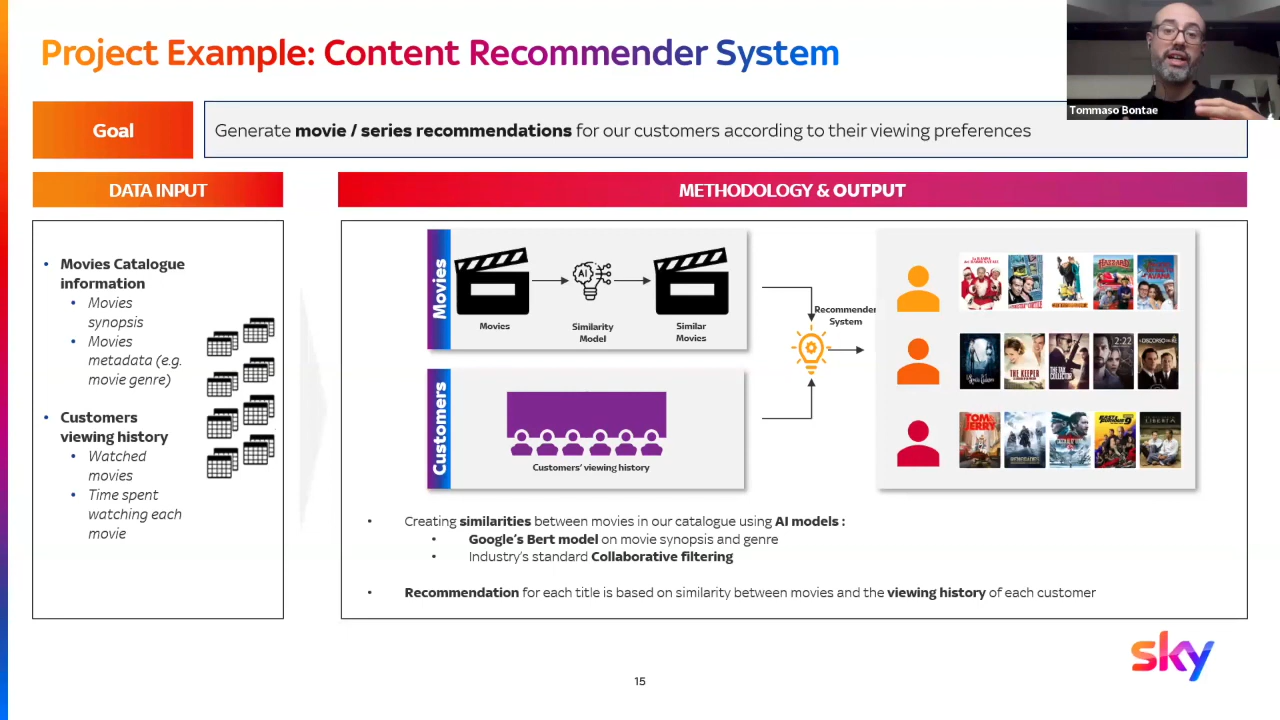 Project Example: Content Recommender System
Tommaso Bontae
Goal
Generate movie / series recommendations for our customers according to their viewing preferences
DATA INPUT
METHODOLOGY & OUTPUT
• Movies Catalogue
information
• Movies
synopsis
• Movies
metadata (e.g.
movie genre)
• Customers
viewing history
• Watched
movies
• Time spent
watching each
movie
Movies
Movies
AI
Similarity
Model
Similar
Movies
Customers
Customers' viewing history
Recommender
System
THE KEEPER
2:22
TOM
JERRY
• Creating similarities between movies in our catalogue using AI models :
• Google's Bert model on movie synopsis and genre
• Industry's standard Collaborative filtering
• Recommendation for each title is based on similarity between movies and the viewing history of each customer
sky
15